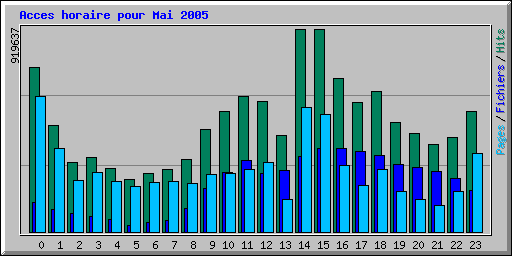 Acces horaire pour Mai 2005
919637
Pages / Fichiers / Hits
0 1 2 3 4 5 6 7 8 9 10 11 12 13 14 15 16 17 18 19 20 21 22 23